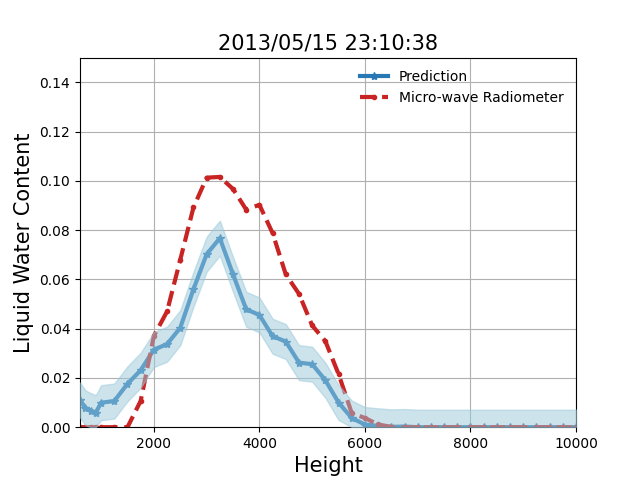 2013/05/15 23:10:38
Prediction
Micro-wave Radiometer
Liquid Water Content
0.14
0.12
0.10
0.08
0.06
0.04
0.02
0.00
2000 4000 6000 8000 10000
Height